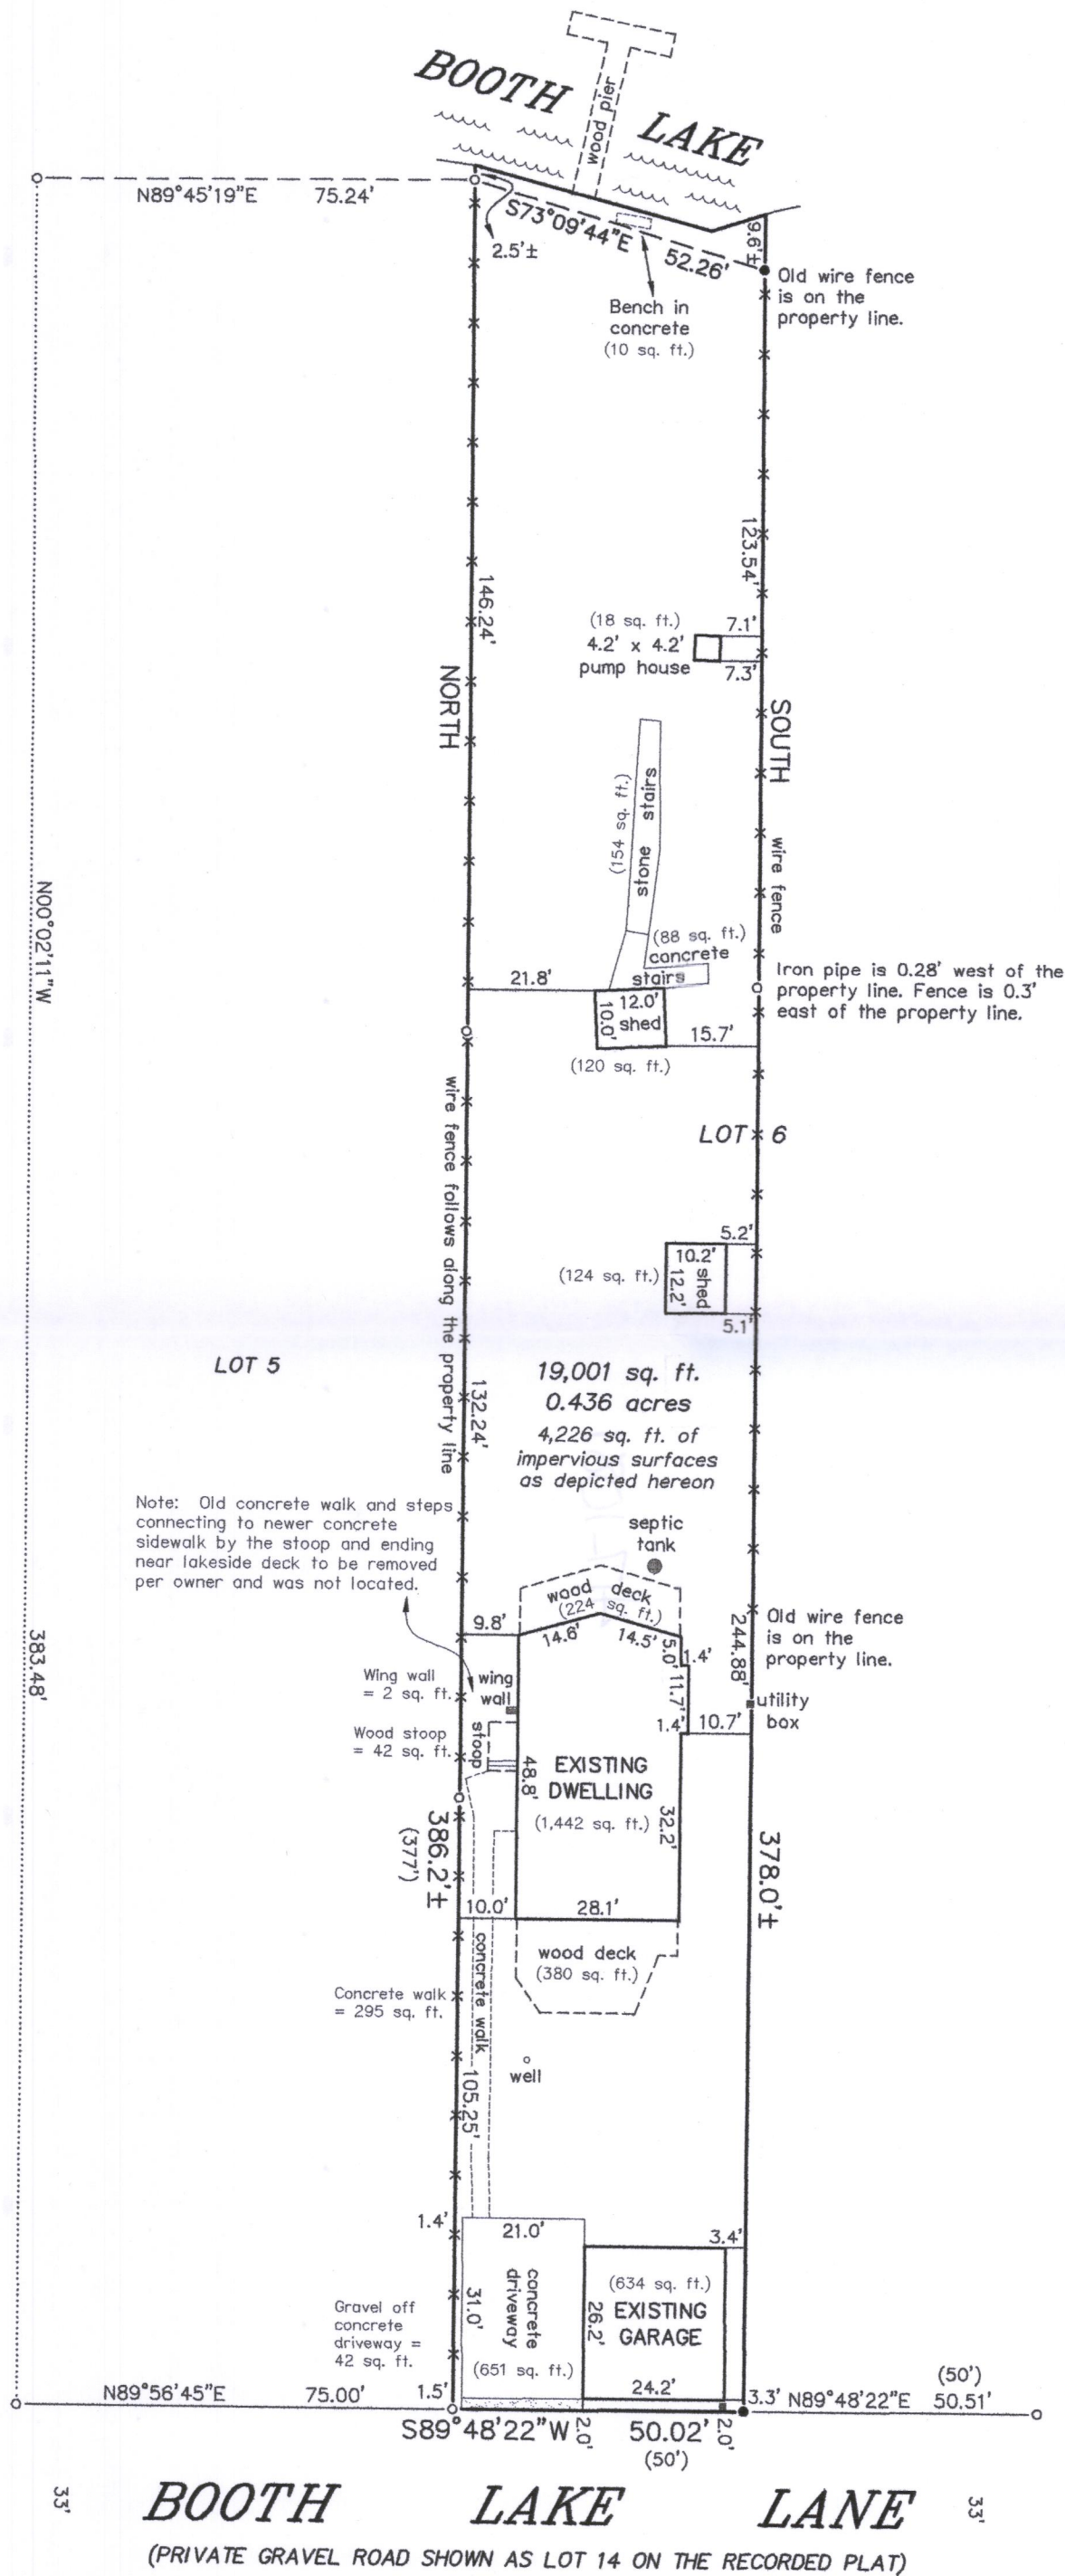 BOOTH LAKE
wood pier
N89°45'19"E 75.24'
S73°09'44"E 52.26'
2.5'±
9.6'±
Old wire fence
is on the
property line.
Bench in
concrete
(10 sq. ft.)
146.24'
123.54'
(18 sq. ft.)
4.2' x 4.2'
pump house
7.1'
7.3'
NORTH
SOUTH
wire fence
stone stairs
(154 sq. ft.)
(88 sq. ft.)
concrete
stairs
N00°02'11"W
21.8'
12.0'
10.0'
shed
15.7'
(120 sq. ft.)
Iron pipe is 0.28' west of the
property line. Fence is 0.3'
east of the property line.
wire fence follows along the property line
LOT 6
5.2'
10.2'
shed
12.2'
(124 sq. ft.)
5.1'
LOT 5
132.24'
19,001 sq. ft.
0.436 acres
4,226 sq. ft. of
impervious surfaces
as depicted hereon
Note: Old concrete walk and steps
connecting to newer concrete
sidewalk by the stoop and ending
near lakeside deck to be removed
per owner and was not located.
septic
tank
wood deck
(224 sq. ft.)
9.8'
14.6'
14.5'
5.0'
1.4'
11.7'
1.4'
10.7'
244.88'
Old wire fence
is on the
property line.
utility
box
383.48'
Wing wall
= 2 sq. ft.
wing
wall
Wood stoop
= 42 sq. ft.
stoop
48.8'
EXISTING
DWELLING
(1,442 sq. ft.)
32.2'
386.2'±
(377')
378.0'±
10.0'
28.1'
wood deck
(380 sq. ft.)
concrete walk
Concrete walk
= 295 sq. ft.
well
105.25'
1.4'
21.0'
3.4'
concrete
driveway
31.0'
(651 sq. ft.)
(634 sq. ft.)
26.2'
EXISTING
GARAGE
24.2'
Gravel off
concrete
driveway =
42 sq. ft.
N89°56'45"E 75.00'
1.5'
3.3'
N89°48'22"E 50.51'
(50')
S89°48'22"W 50.02'
2.0'
2.0'
(50')
33'
33'
BOOTH LAKE LANE
(PRIVATE GRAVEL ROAD SHOWN AS LOT 14 ON THE RECORDED PLAT)